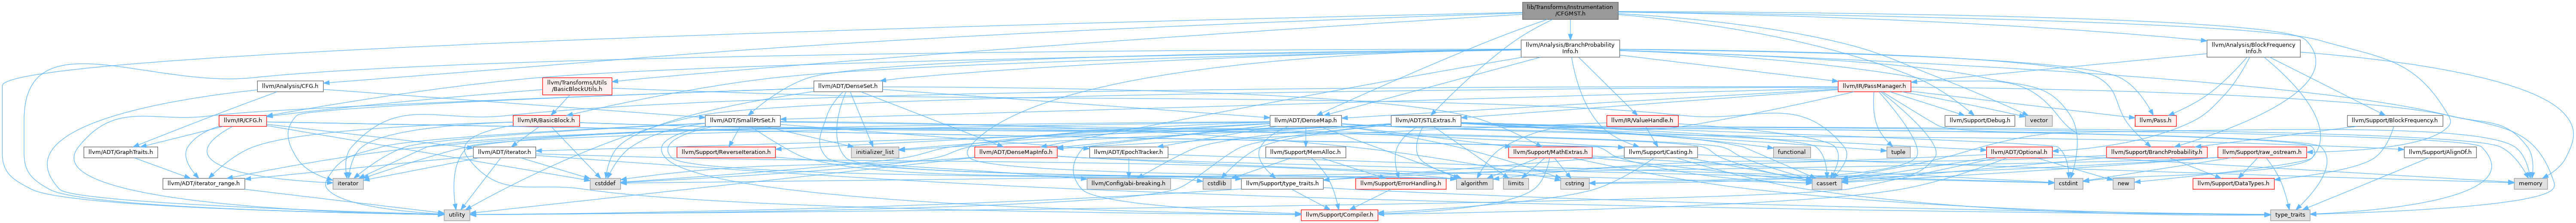 lib/Transforms/Instrumentation
/CFGMST.h
llvm/Analysis/BranchProbability
Info.h
llvm/Analysis/BlockFrequency
Info.h
llvm/Analysis/CFG.h
llvm/Transforms/Utils
/BasicBlockUtils.h
llvm/ADT/DenseSet.h
llvm/IR/PassManager.h
llvm/IR/CFG.h
llvm/IR/BasicBlock.h
llvm/ADT/SmallPtrSet.h
llvm/ADT/DenseMap.h
llvm/ADT/STLExtras.h
llvm/IR/ValueHandle.h
llvm/Support/Debug.h
vector
llvm/Pass.h
llvm/Support/BlockFrequency.h
llvm/ADT/GraphTraits.h
llvm/ADT/iterator.h
llvm/Support/ReverseIteration.h
initializer_list
llvm/ADT/DenseMapInfo.h
llvm/ADT/EpochTracker.h
llvm/Support/MemAlloc.h
llvm/Support/MathExtras.h
llvm/Support/Casting.h
functional
tuple
llvm/ADT/Optional.h
llvm/Support/BranchProbability.h
llvm/Support/raw_ostream.h
llvm/Support/AlignOf.h
llvm/ADT/iterator_range.h
iterator
cstddef
llvm/Config/abi-breaking.h
cstdlib
llvm/Support/type_traits.h
llvm/Support/ErrorHandling.h
algorithm
limits
cstring
cassert
cstdint
new
llvm/Support/DataTypes.h
memory
utility
llvm/Support/Compiler.h
type_traits